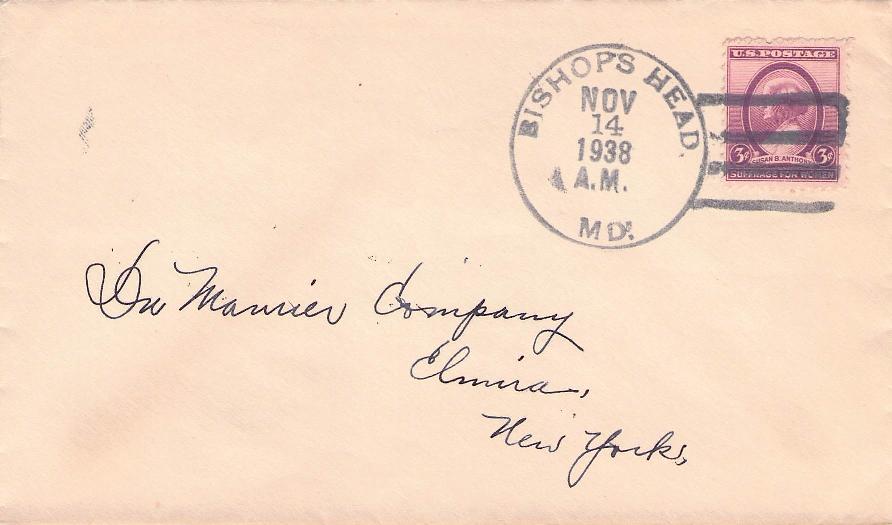 BISHOP'S HEAD
NOV
14
1938
A.M.
MD.
U.S. POSTAGE
3¢ SUSAN B. ANTHONY 3¢
SUFFRAGE FOR WOMEN
Du Maurier Company
Elmira,
New York,